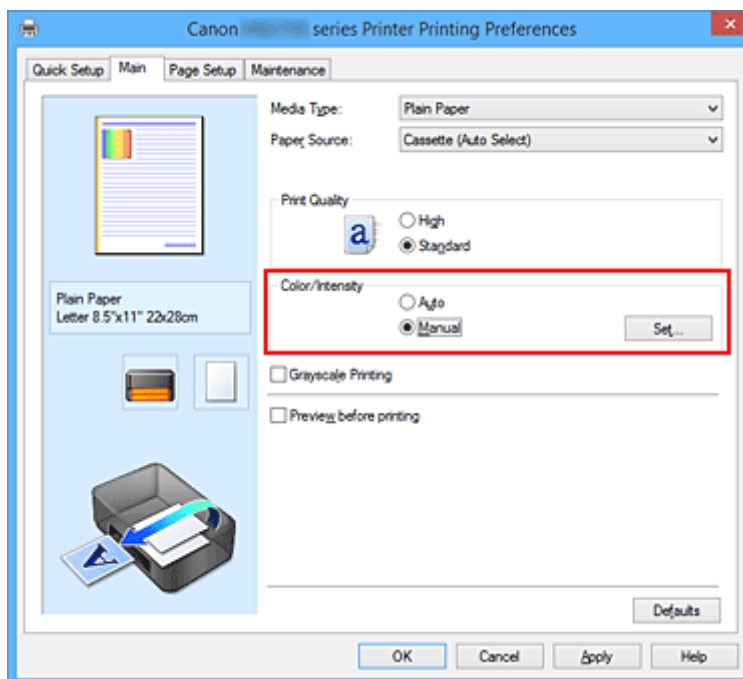 Canon series Printer Printing Preferences
Quick Setup Main Page Setup Maintenance
Media Type: Plain Paper
Paper Source: Cassette (Auto Select)
Print Quality
a
High
Standard
Color/Intensity
Auto
Manual
Set...
Plain Paper
Letter 8.5"x11" 22x28cm
Grayscale Printing
Preview before printing
A
Defaults
OK Cancel Apply Help